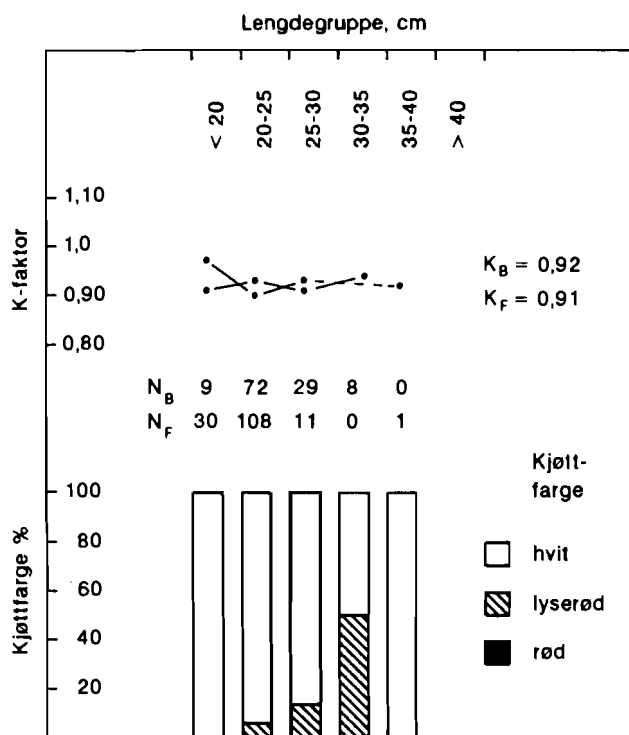 Lengdegruppe, cm
< 20
20-25
25-30
30-35
35-40
> 40
K-faktor
1,10
1,0
0,90
0,80
K_B = 0,92
K_F = 0,91
N_B 9 72 29 8 0
N_F 30 108 11 0 1
Kjøttfarge %
100
80
60
40
20
Kjøtt-
farge
hvit
lyserød
rød